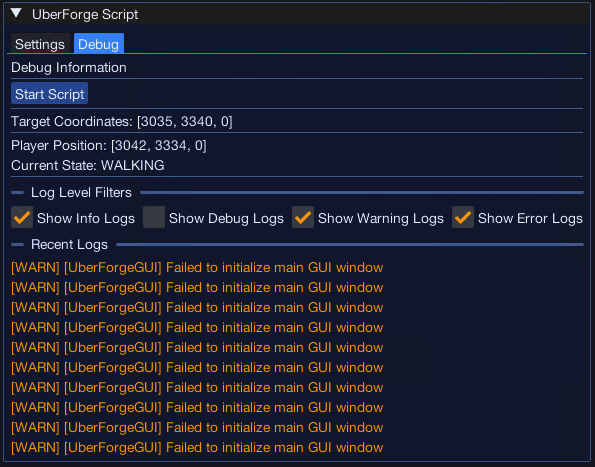 UberForge Script
Settings Debug
Debug Information
Start Script
Target Coordinates: [3035, 3340, 0]
Player Position: [3042, 3334, 0]
Current State: WALKING
Log Level Filters
Show Info Logs Show Debug Logs Show Warning Logs Show Error Logs
Recent Logs
[WARN] [UberForgeGUI] Failed to initialize main GUI window
[WARN] [UberForgeGUI] Failed to initialize main GUI window
[WARN] [UberForgeGUI] Failed to initialize main GUI window
[WARN] [UberForgeGUI] Failed to initialize main GUI window
[WARN] [UberForgeGUI] Failed to initialize main GUI window
[WARN] [UberForgeGUI] Failed to initialize main GUI window
[WARN] [UberForgeGUI] Failed to initialize main GUI window
[WARN] [UberForgeGUI] Failed to initialize main GUI window
[WARN] [UberForgeGUI] Failed to initialize main GUI window
[WARN] [UberForgeGUI] Failed to initialize main GUI window